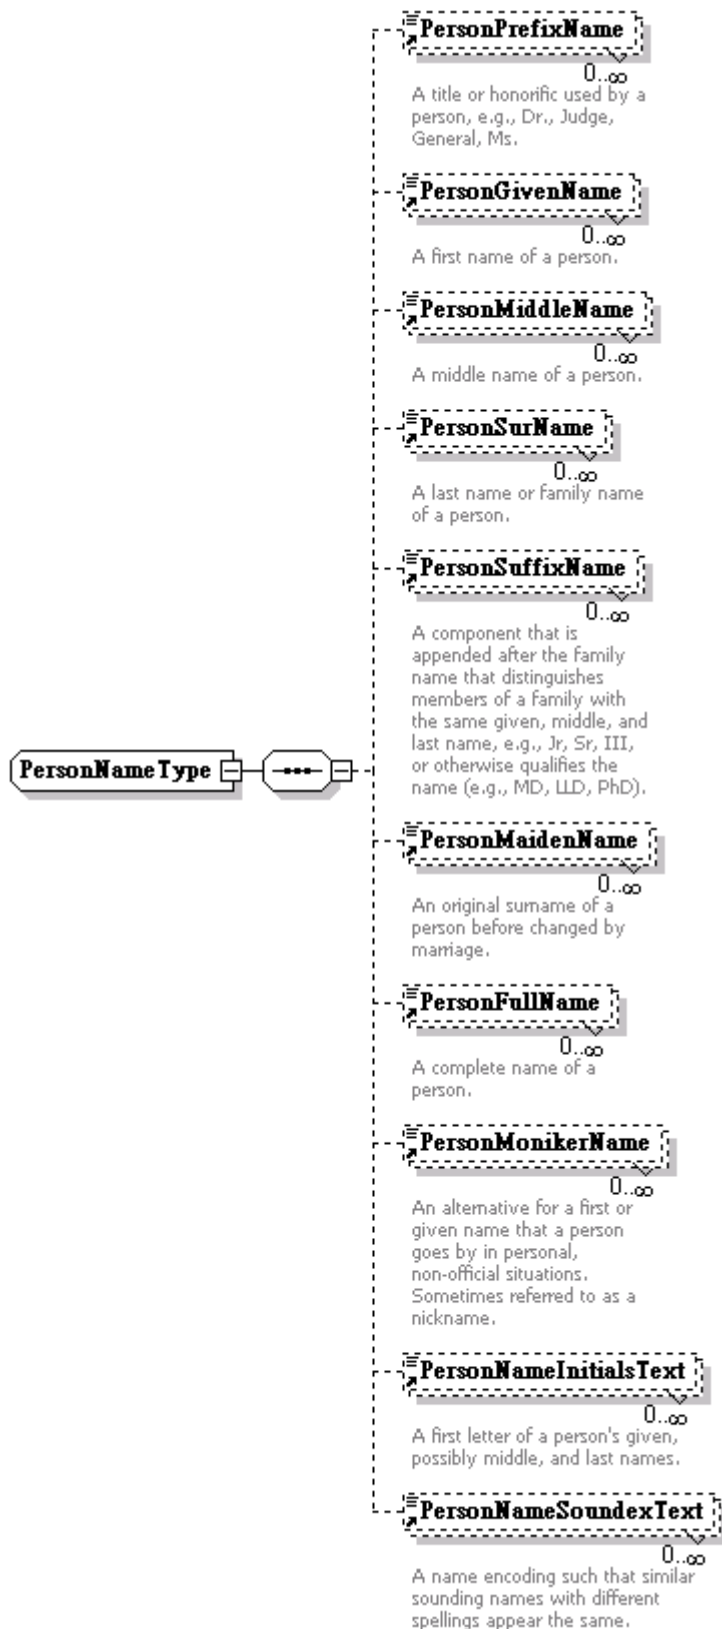 PersonPrefixName
0..∞
A title or honorific used by a
person, e.g., Dr., Judge,
General, Ms.
PersonGivenName
0..∞
A first name of a person.
PersonMiddleName
0..∞
A middle name of a person.
PersonSurName
0..∞
A last name or family name
of a person.
PersonSuffixName
0..∞
A component that is
appended after the family
name that distinguishes
members of a family with
the same given, middle, and
last name, e.g., Jr, Sr, III,
or otherwise qualifies the
name (e.g., MD, LLD, PhD).
PersonNameType
PersonMaidenName
0..∞
An original surname of a
person before changed by
marriage.
PersonFullName
0..∞
A complete name of a
person.
PersonMonikerName
0..∞
An alternative for a first or
given name that a person
goes by in personal,
non-official situations.
Sometimes referred to as a
nickname.
PersonNameInitialsText
0..∞
A first letter of a person's given,
possibly middle, and last names.
PersonNameSoundexText
0..∞
A name encoding such that similar
sounding names with different
spellings appear the same.